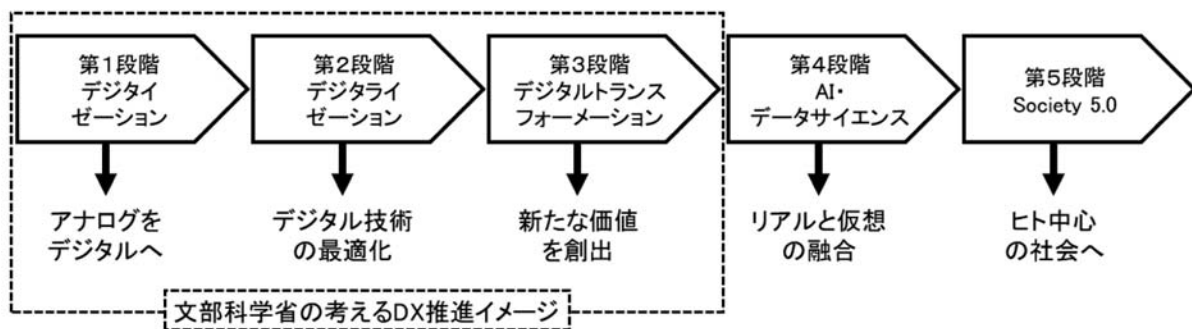 第1段階
デジタイ
ゼーション
第2段階
デジタライ
ゼーション
第3段階
デジタルトランス
フォーメーション
第4段階
AI・
データサイエンス
第5段階
Society 5.0
アナログを
デジタルへ
デジタル技術
の最適化
新たな価値
を創出
リアルと仮想
の融合
ヒト中心
の社会へ
文部科学省の考えるDX推進イメージ